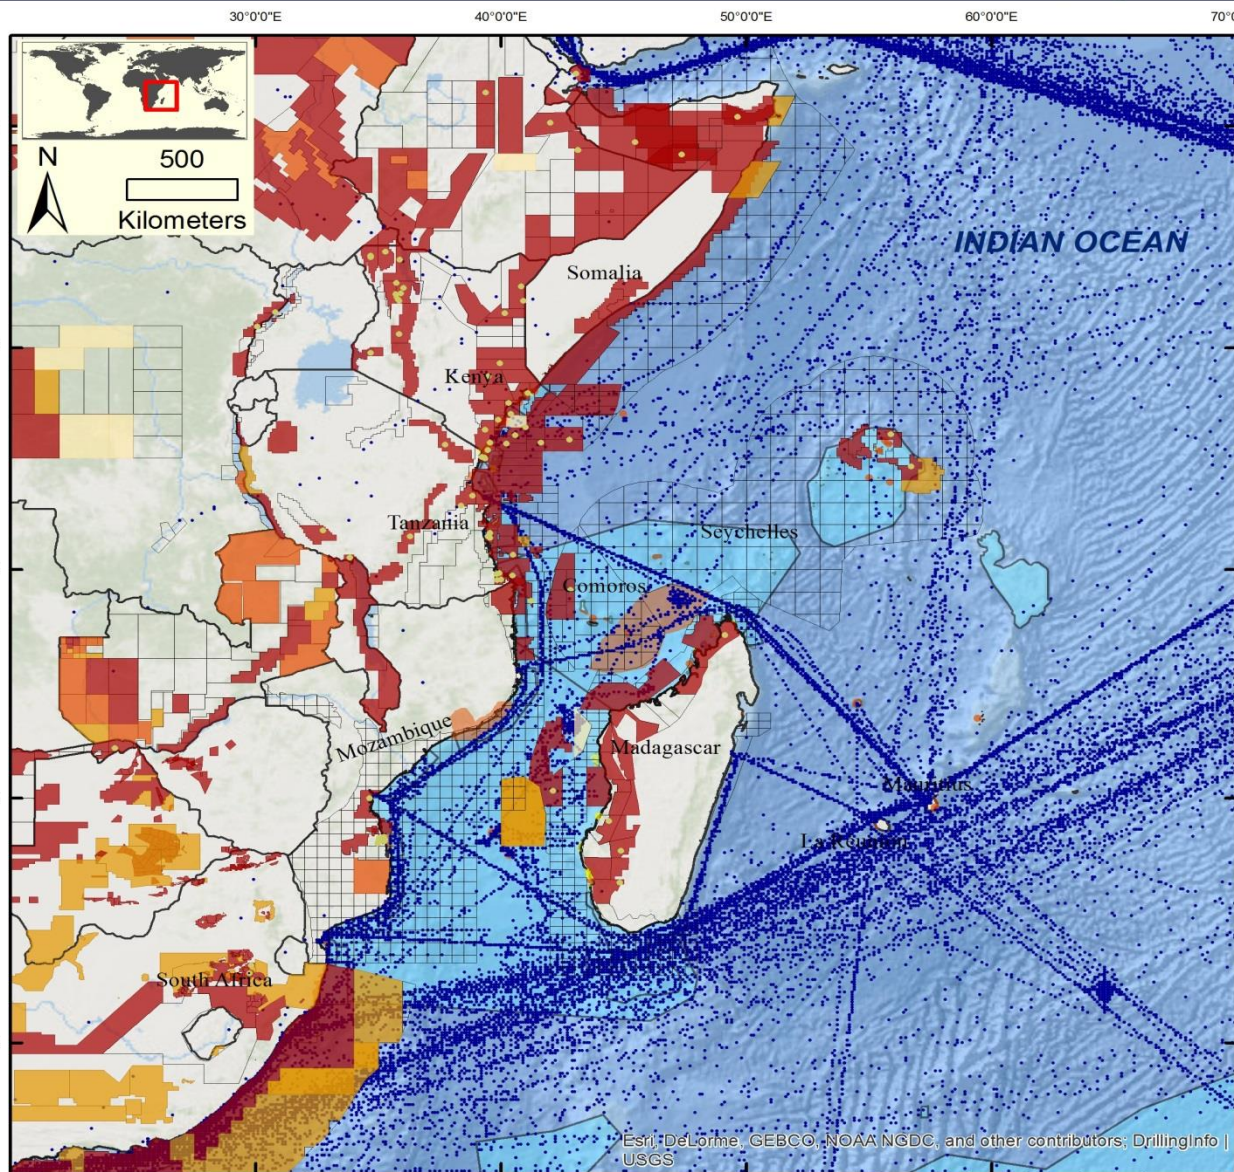 30°0'0"E 40°0'0"E 50°0'0"E 60°0'0"E 70°0
N
500
Kilometers
INDIAN OCEAN
Somalia
Kenya
Tanzania
Seychelles
Comoros
Mozambique
Madagascar
Mauritius
La Reunion
South Africa
Esri, DeLorme, GEBCO, NOAA NGDC, and other contributors; DrillingInfo |
USGS